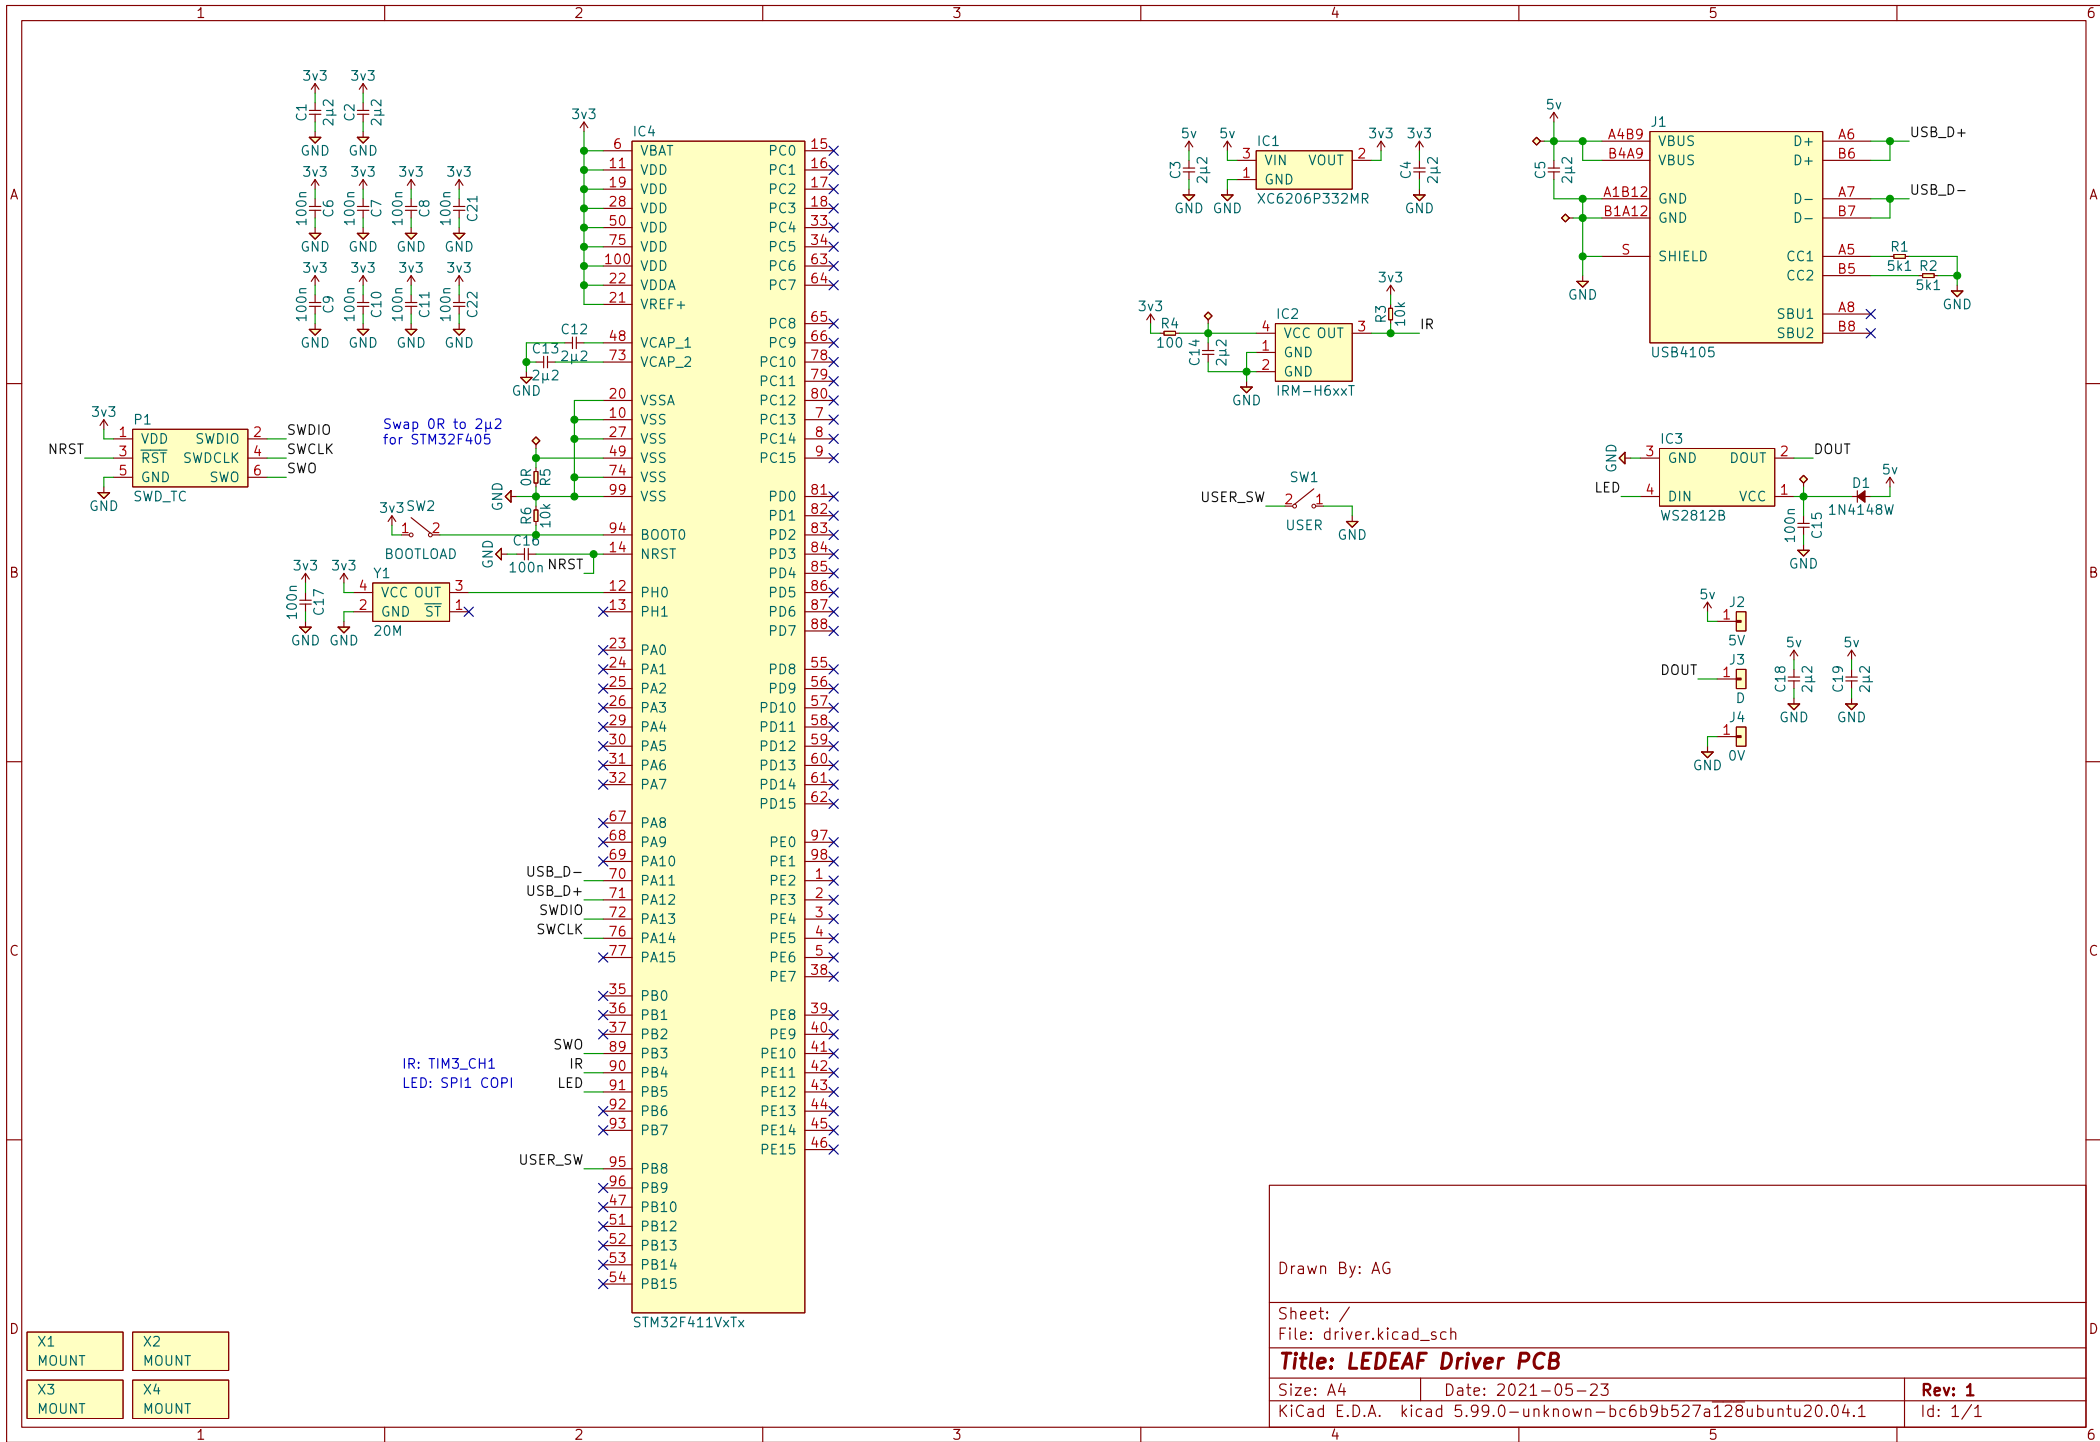 1 2 3 4 5 6
A
B
C
D
3v3 3v3
C1 2µ2 C2 2µ2
GND GND
3v3 3v3 3v3 3v3
100n C6 100n C7 100n C8 100n C21
GND GND GND GND
3v3 3v3 3v3 3v3
100n C9 100n C10 100n C11 100n C22
GND GND GND GND
3v3
P1
NRST
1 VDD SWDIO 2 SWDIO
3 RST SWDCLK 4 SWCLK
5 GND SWO 6 SWO
SWD_TC
GND
Swap 0R to 2µ2
for STM32F405
3v3
SW2
1 2
BOOTLOAD
3v3 3v3
100n C17
Y1
4 VCC OUT 3
2 GND ST 1
20M
GND GND
3v3
C12
2µ2
C13
2µ2
GND
0R R5
GND
R6 10k
GND
C16
100n
NRST
IC4
6 VBAT
11 VDD
19 VDD
28 VDD
50 VDD
75 VDD
100 VDD
22 VDDA
21 VREF+
48 VCAP_1
73 VCAP_2
20 VSSA
10 VSS
27 VSS
49 VSS
74 VSS
99 VSS
94 BOOT0
14 NRST
12 PH0
13 PH1
23 PA0
24 PA1
25 PA2
26 PA3
29 PA4
30 PA5
31 PA6
32 PA7
67 PA8
68 PA9
69 PA10
USB_D- 70 PA11
USB_D+ 71 PA12
SWDIO 72 PA13
SWCLK 76 PA14
77 PA15
35 PB0
36 PB1
37 PB2
SWO 89 PB3
IR: TIM3_CH1
IR 90 PB4
LED: SPI1 COPI
LED 91 PB5
92 PB6
93 PB7
USER_SW 95 PB8
96 PB9
47 PB10
51 PB12
52 PB13
53 PB14
54 PB15
PC0 15
PC1 16
PC2 17
PC3 18
PC4 33
PC5 34
PC6 63
PC7 64
PC8 65
PC9 66
PC10 78
PC11 79
PC12 80
PC13 7
PC14 8
PC15 9
PD0 81
PD1 82
PD2 83
PD3 84
PD4 85
PD5 86
PD6 87
PD7 88
PD8 55
PD9 56
PD10 57
PD11 58
PD12 59
PD13 60
PD14 61
PD15 62
PE0 97
PE1 98
PE2 1
PE3 2
PE4 3
PE5 4
PE6 5
PE7 38
PE8 39
PE9 40
PE10 41
PE11 42
PE12 43
PE13 44
PE14 45
PE15 46
STM32F411VxTx
5v 5v IC1 3v3 3v3
C3 2µ2
3 VIN VOUT 2
1 GND
C4 2µ2
XC6206P332MR
GND GND GND
3v3
R4
100
C14 2µ2
IC2
4 VCC OUT 3
1 GND
2 GND
IRM-H6xxT
GND
3v3
R3 10k
IR
SW1
USER_SW 2 1
USER
GND
5v
C5 2µ2
J1
A4B9 VBUS D+ A6 USB_D+
B4A9 VBUS D+ B6
A1B12 GND D- A7 USB_D-
B1A12 GND D- B7
S SHIELD CC1 A5 R1
5k1
CC2 B5 R2
5k1
GND
SBU1 A8
SBU2 B8
USB4105
GND
IC3
GND 3 GND DOUT 2 DOUT
LED 4 DIN VCC 1
WS2812B
5v
D1
1N4148W
100n C15
GND
5v
J2
1
5V
DOUT
J3
1
D
J4
1
0V
GND
5v 5v
C18 2µ2 C19 2µ2
GND GND
X1
MOUNT
X2
MOUNT
X3
MOUNT
X4
MOUNT
Drawn By: AG
Sheet: /
File: driver.kicad_sch
Title: LEDEAF Driver PCB
Size: A4 Date: 2021-05-23 Rev: 1
KiCad E.D.A. kicad 5.99.0-unknown-bc6b9b527a128ubuntu20.04.1 Id: 1/1
A
B
C
D
1 2 3 4 5 6